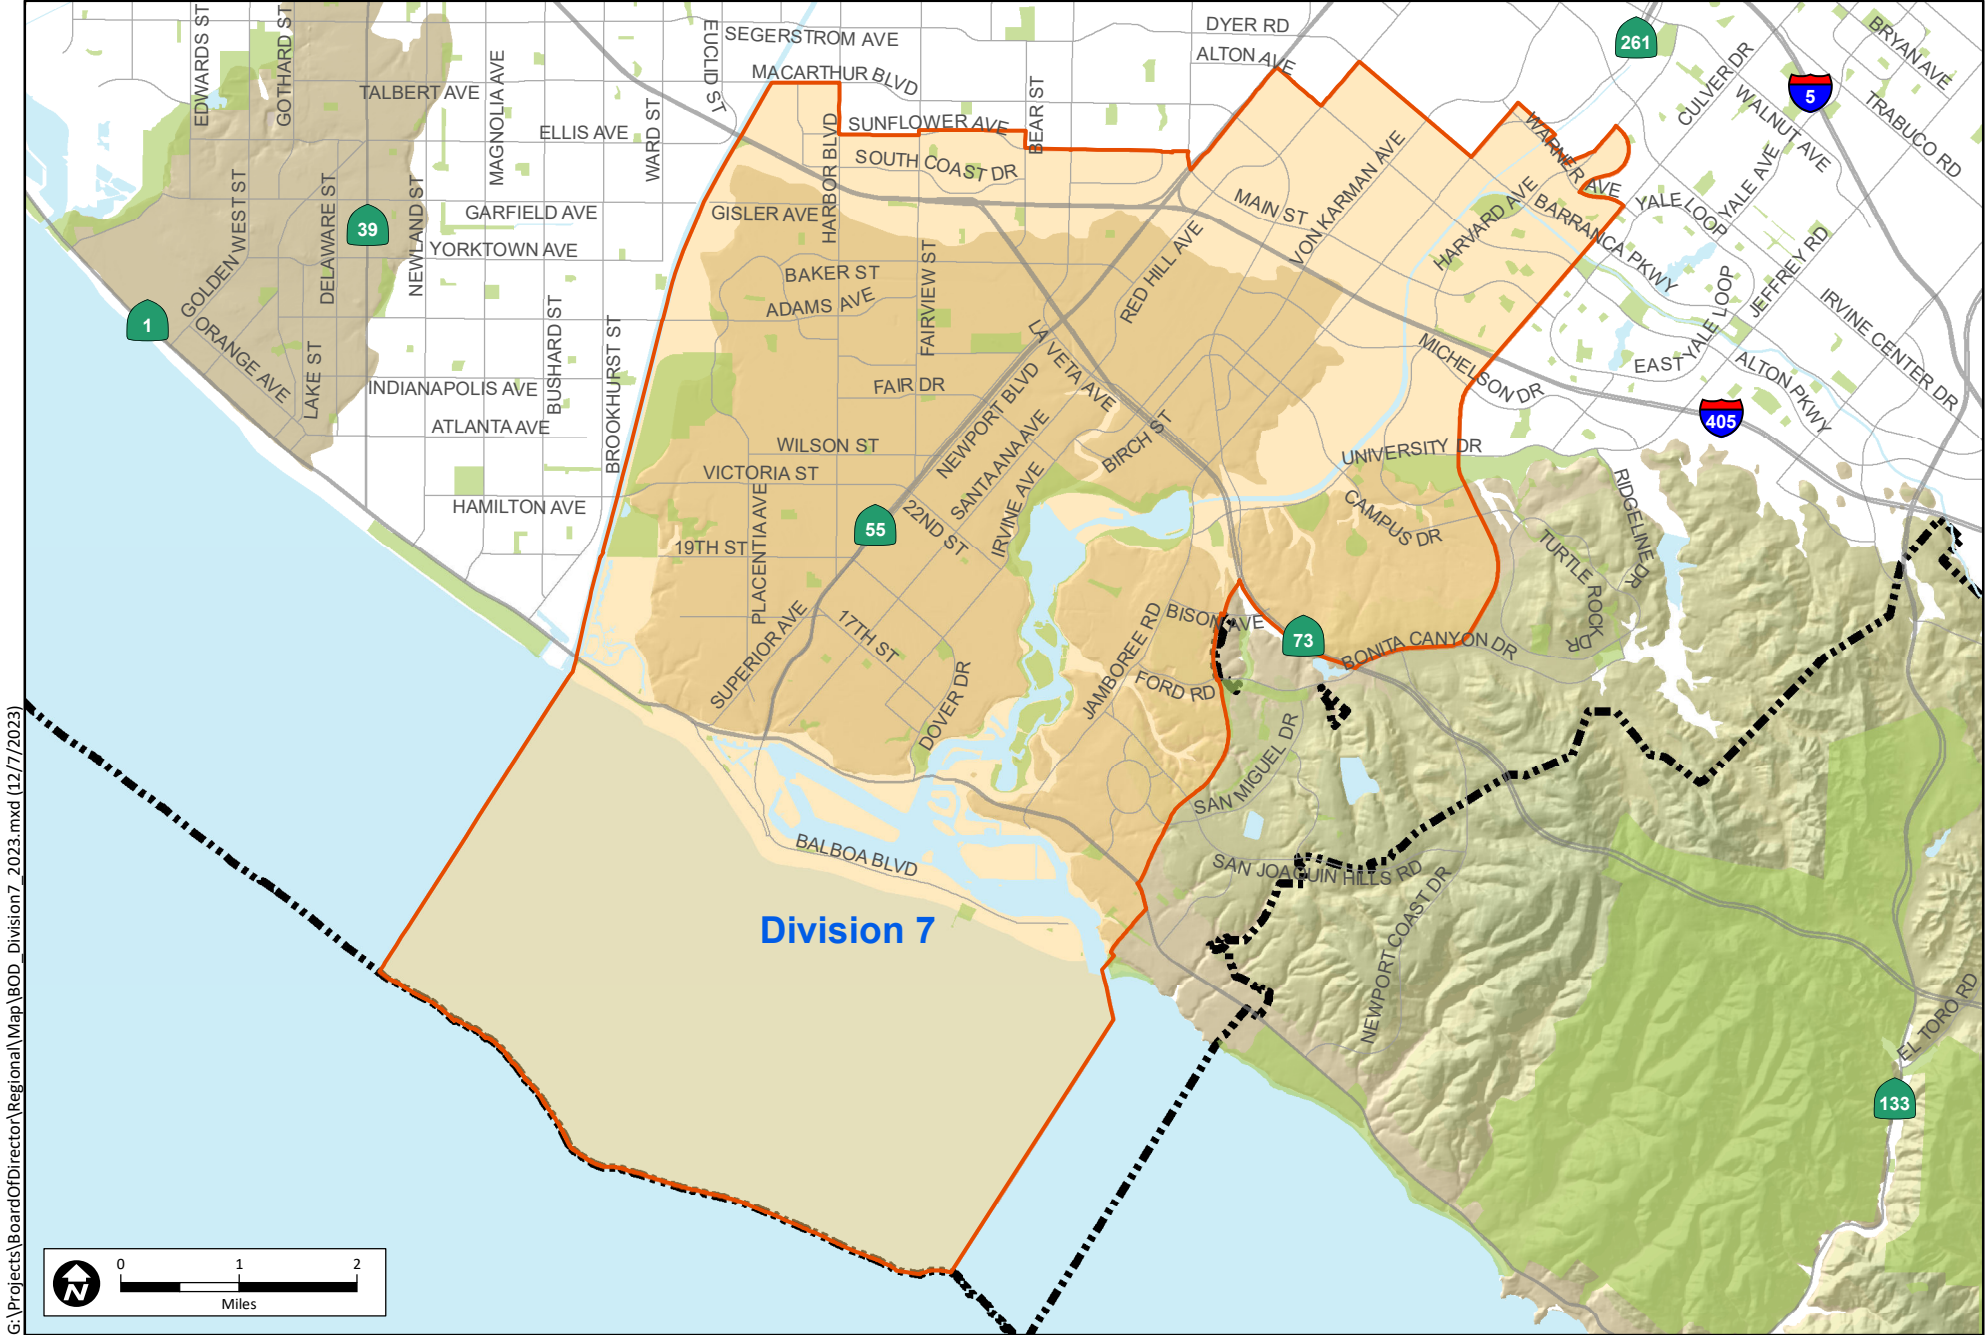 EDWARDS ST
GOTHARD ST
EUCLID ST
SEGERSTROM AVE
DYER RD
261
BRYAN AVE
TALBERT AVE
MAGNOLIA AVE
MACARTHUR BLVD
BEAR ST
ALTON AVE
CULVER DR
WALNUT AVE
5
TRABUCO RD
ELLIS AVE
WARD ST
HARBOR BLVD
SUNFLOWER AVE
SOUTH COAST DR
VON KARMAN AVE
WARNER AVE
YALE AVE
GOLDEN WEST ST
DELAWARE ST
39
NEWLAND ST
GARFIELD AVE
YORKTOWN AVE
GISLER AVE
MAIN ST
HARVARD AVE
BARRANCA PKWY
YALE LOOP
JEFFREY RD
1
ORANGE AVE
LAKE ST
BUSHARD ST
BROOKHURST ST
BAKER ST
ADAMS AVE
FAIRVIEW ST
RED HILL AVE
LA VETA AVE
EAST YALE LOOP
IRVINE CENTER DR
INDIANAPOLIS AVE
ATLANTA AVE
FAIR DR
NEWPORT BLVD
MICHELSON DR
ALTON PKWY
405
WILSON ST
VICTORIA ST
SANTA ANA AVE
BIRCH ST
UNIVERSITY DR
HAMILTON AVE
PLACENTIA AVE
55
22ND ST
IRVINE AVE
CAMPUS DR
RIDGELINE DR
TURTLE ROCK DR
19TH ST
SUPERIOR AVE
17TH ST
DOVER DR
JAMBOREE RD
BISON AVE
73
BONITA CANYON DR
FORD RD
SAN MIGUEL DR
BALBOA BLVD
SAN JOAQUIN HILLS RD
NEWPORT COAST DR
Division 7
EL TORO RD
133
G:\Projects\BoardOfDirector\Regional\Map\BOD_Division7_2023.mxd (12/7/2023)
N
0 1 2
Miles